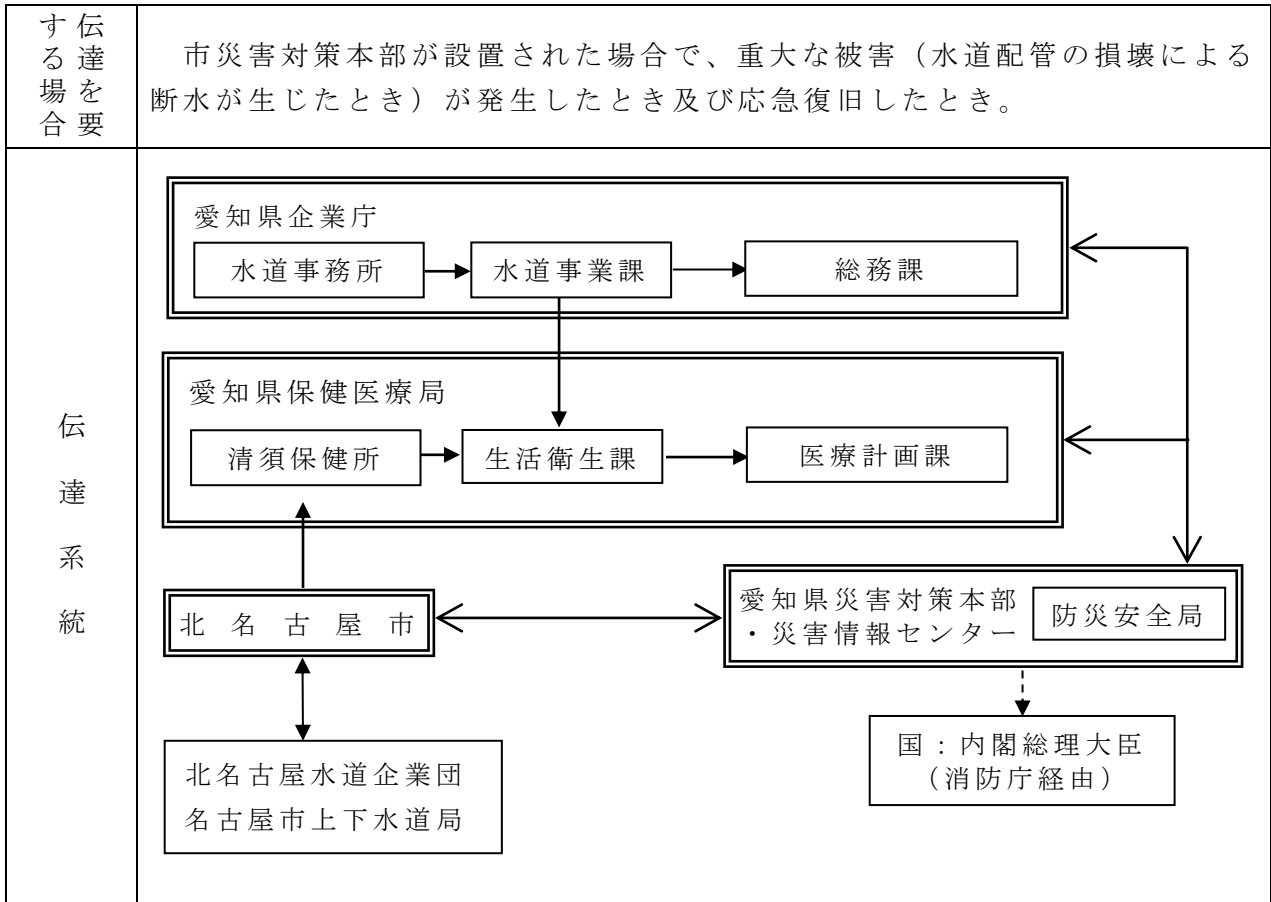 伝達を要
する場合
市災害対策本部が設置された場合で、重大な被害（水道配管の損壊による
断水が生じたとき）が発生したとき及び応急復旧したとき。
伝達系統
愛知県企業庁
水道事務所
水道事業課
総務課
愛知県保健医療局
清須保健所
生活衛生課
医療計画課
北名古屋市
愛知県災害対策本部
・災害情報センター
防災安全局
北名古屋水道企業団
名古屋市上下水道局
国：内閣総理大臣
（消防庁経由）